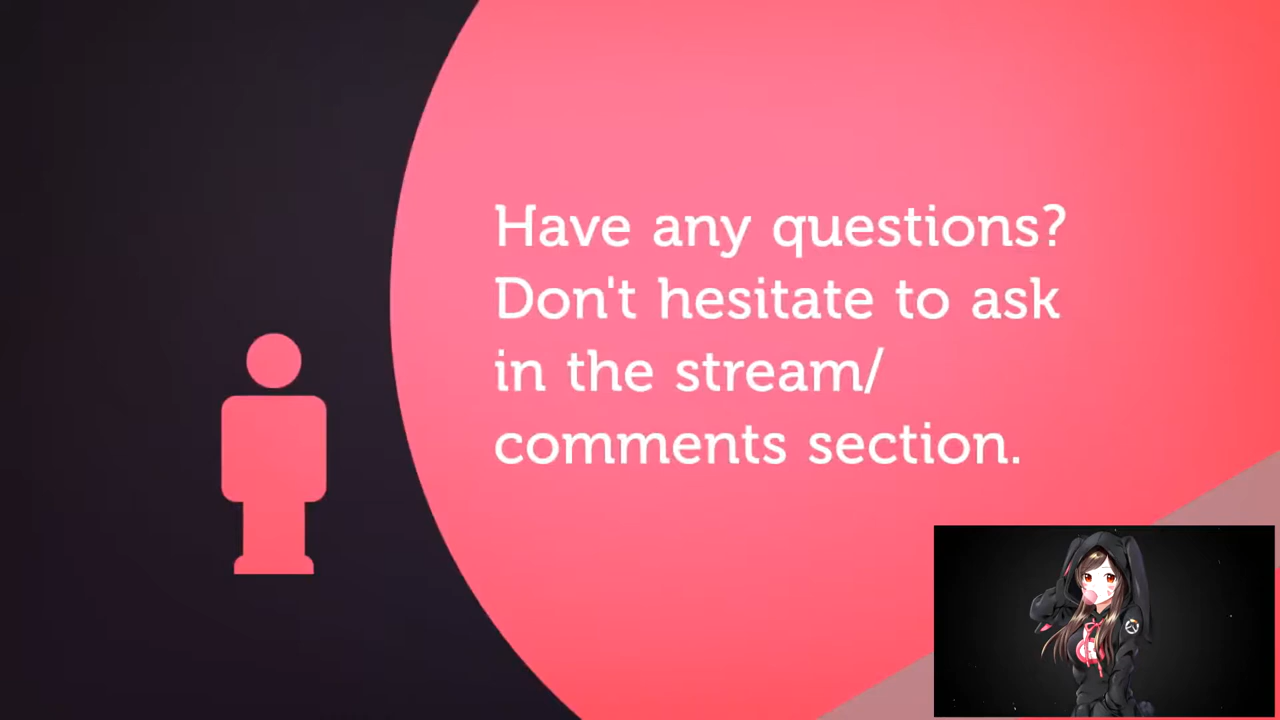 Have any questions?
Don't hesitate to ask
in the stream/
comments section.